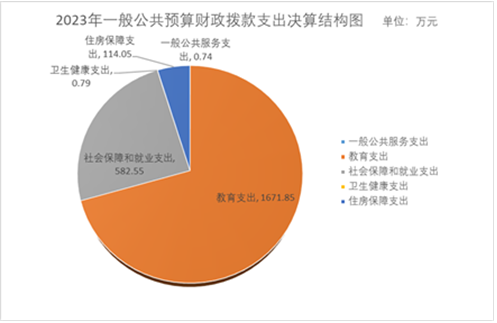 2023年一般公共预算财政拨款支出决算结构图 单位：万元
住房保障支
出, 114.05
一般公共服务支
出, 0.74
卫生健康支出,
0.79
社会保障和就业支出,
582.55
教育支出, 1671.85
一般公共服务支出
教育支出
社会保障和就业支出
卫生健康支出
住房保障支出